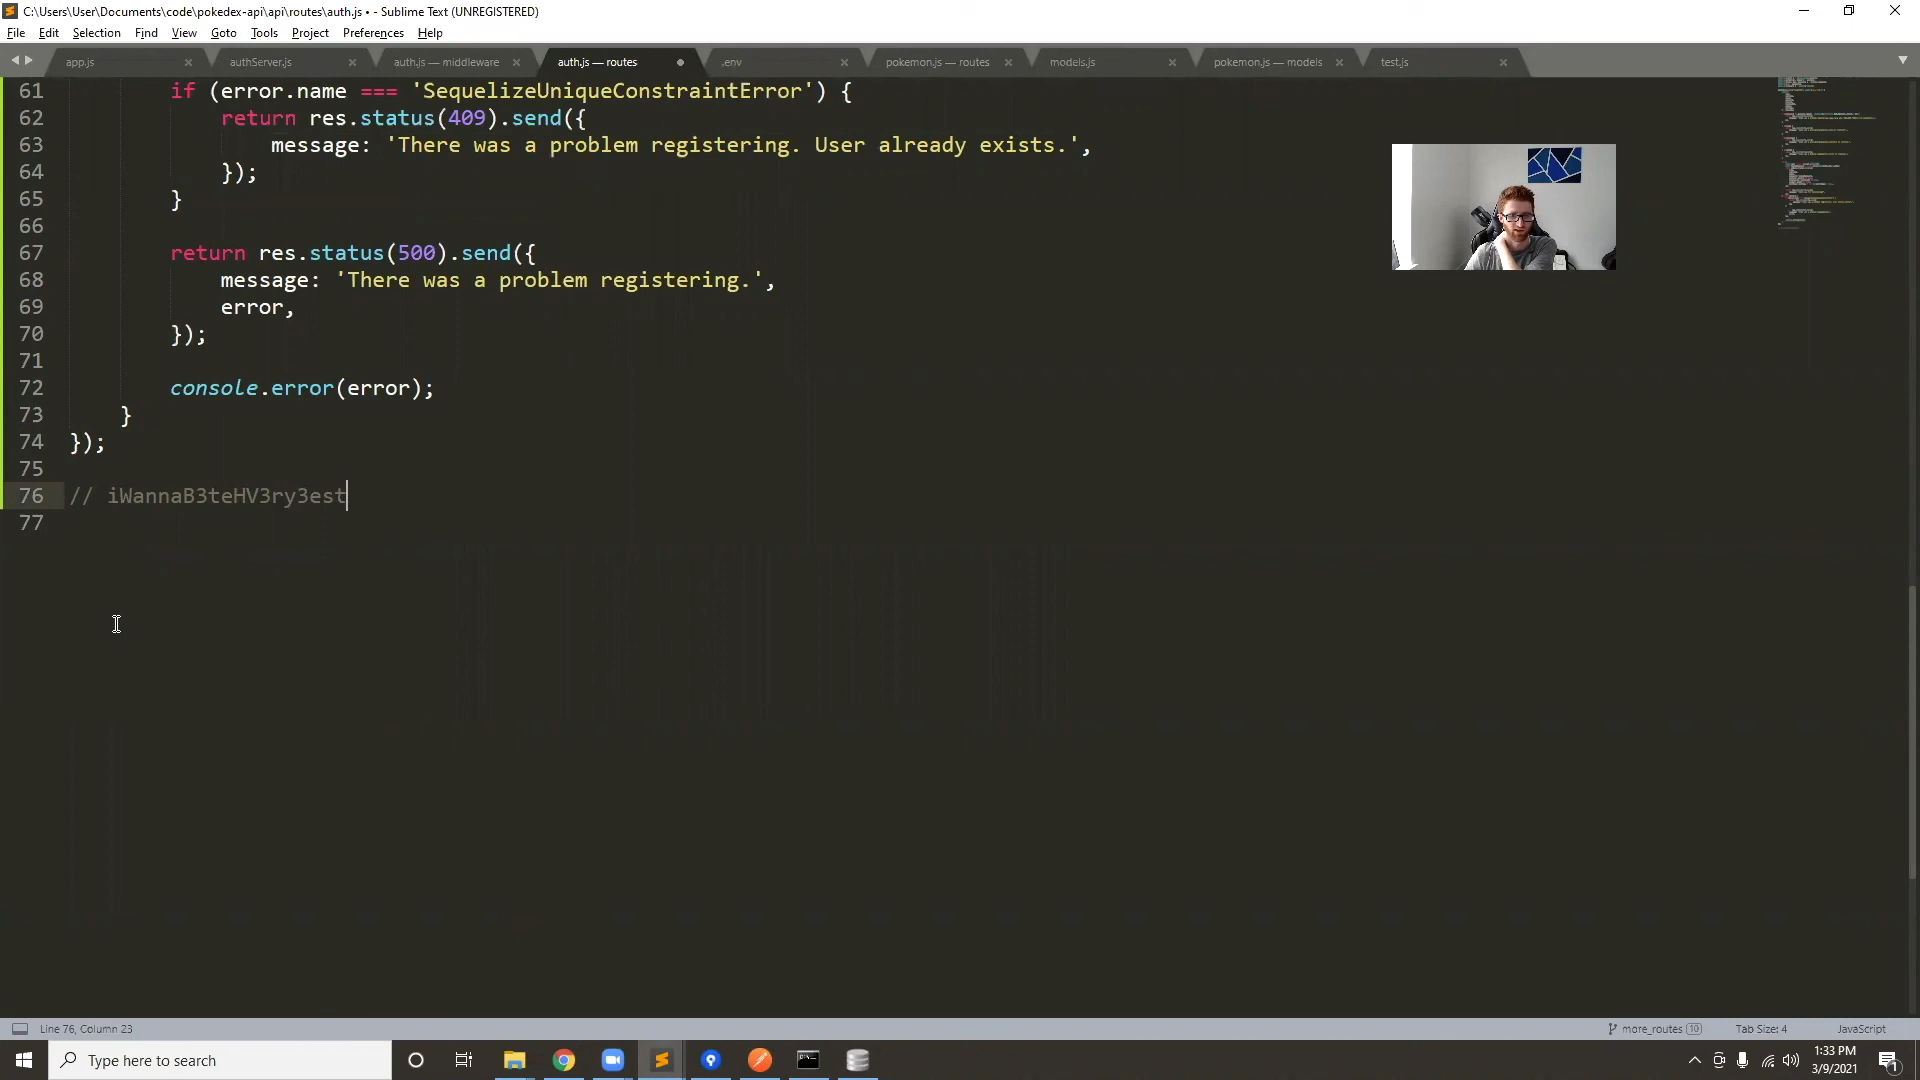 C:\Users\User\Documents\code\pokedex-api\api\routes\auth.js • - Sublime Text (UNREGISTERED)
File Edit Selection Find View Goto Tools Project Preferences Help
app.js authServer.js auth.js — middleware auth.js — routes .env pokemon.js — routes models.js pokemon.js — models test.js
61 if (error.name === 'SequelizeUniqueConstraintError') {
62 return res.status(409).send({
63 message: 'There was a problem registering. User already exists.',
64 });
65 }
66
67 return res.status(500).send({
68 message: 'There was a problem registering.',
69 error,
70 });
71
72 console.error(error);
73 }
74 });
75
76 // iWannaB3teHV3ry3est
77
Line 76, Column 23 more_routes 10 Tab Size: 4 JavaScript
Type here to search
1:33 PM
3/9/2021
1